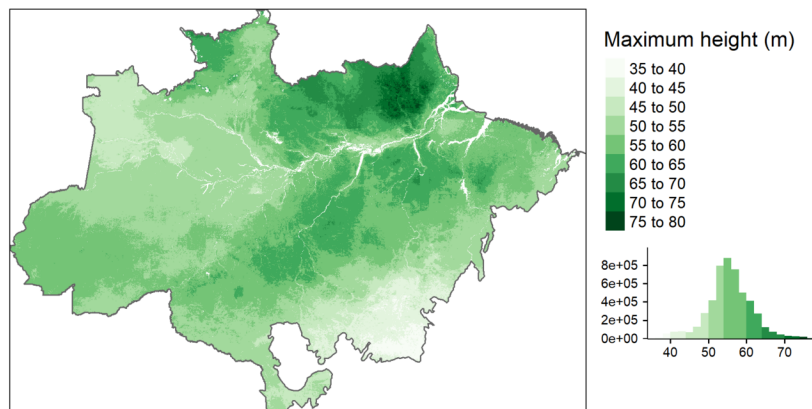 Maximum height (m)
35 to 40
40 to 45
45 to 50
50 to 55
55 to 60
60 to 65
65 to 70
70 to 75
75 to 80
8e+05
6e+05
4e+05
2e+05
0e+00
40 50 60 70